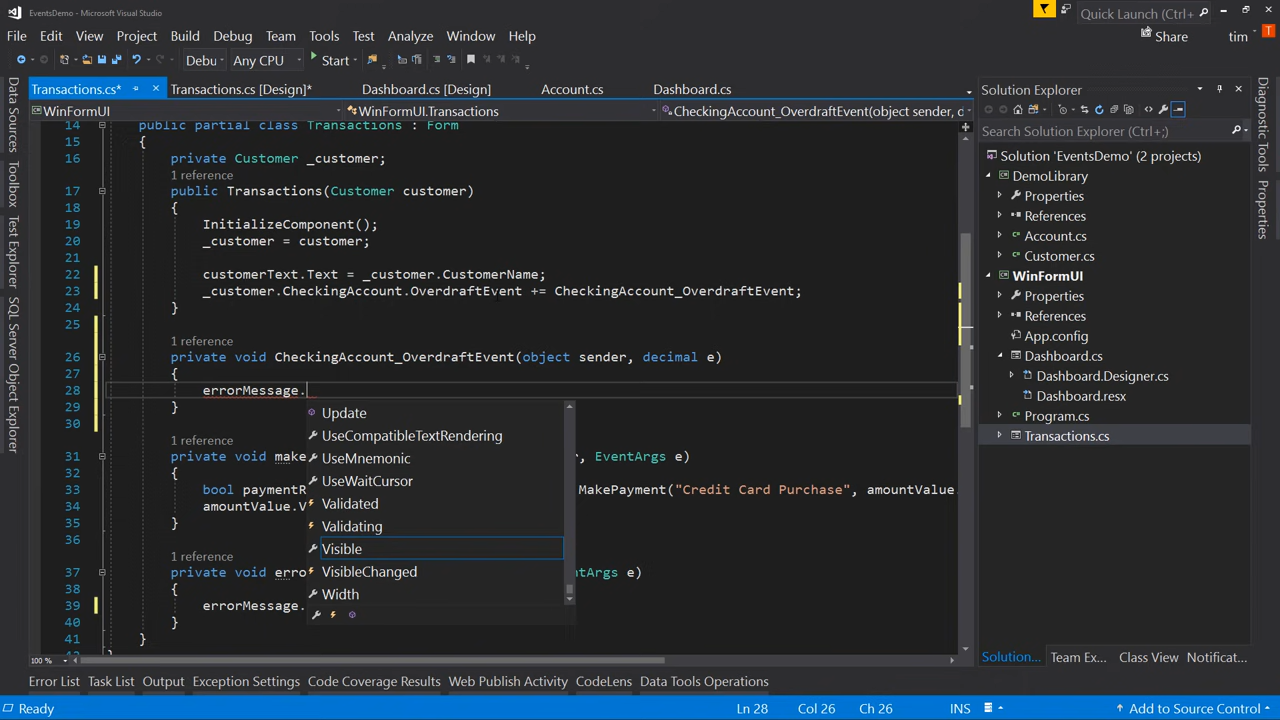 EventsDemo - Microsoft Visual Studio
Quick Launch (Ctrl+;)
File Edit View Project Build Debug Team Tools Test Analyze Window Help
Share tim T
Debu Any CPU Start
Transactions.cs* Transactions.cs [Design]* Dashboard.cs [Design] Account.cs Dashboard.cs
WinFormUI WinFormUI.Transactions CheckingAccount_OverdraftEvent(object sender, d
Data Sources
Toolbox
Test Explorer
SQL Server Object Explorer
14 public partial class Transactions : Form
15 {
16 private Customer _customer;
1 reference
17 public Transactions(Customer customer)
18 {
19 InitializeComponent();
20 _customer = customer;
21
22 customerText.Text = _customer.CustomerName;
23 _customer.CheckingAccount.OverdraftEvent += CheckingAccount_OverdraftEvent;
24 }
25
1 reference
26 private void CheckingAccount_OverdraftEvent(object sender, decimal e)
27 {
28 errorMessage.
29 }
30
1 reference
31 private void make r, EventArgs e)
32 {
33 bool paymentR MakePayment("Credit Card Purchase", amountValue.
34 amountValue.V
35 }
36
1 reference
37 private void erro ntArgs e)
38 {
39 errorMessage.
40 }
41 }
Update
UseCompatibleTextRendering
UseMnemonic
UseWaitCursor
Validated
Validating
Visible
VisibleChanged
Width
100 %
Solution Explorer
Search Solution Explorer (Ctrl+;)
Solution 'EventsDemo' (2 projects)
DemoLibrary
Properties
References
Account.cs
Customer.cs
WinFormUI
Properties
References
App.config
Dashboard.cs
Dashboard.Designer.cs
Dashboard.resx
Program.cs
Transactions.cs
Solution... Team Ex... Class View Notificat...
Diagnostic Tools
Properties
Error List Task List Output Exception Settings Code Coverage Results Web Publish Activity CodeLens Data Tools Operations
Ready Ln 28 Col 26 Ch 26 INS Add to Source Control